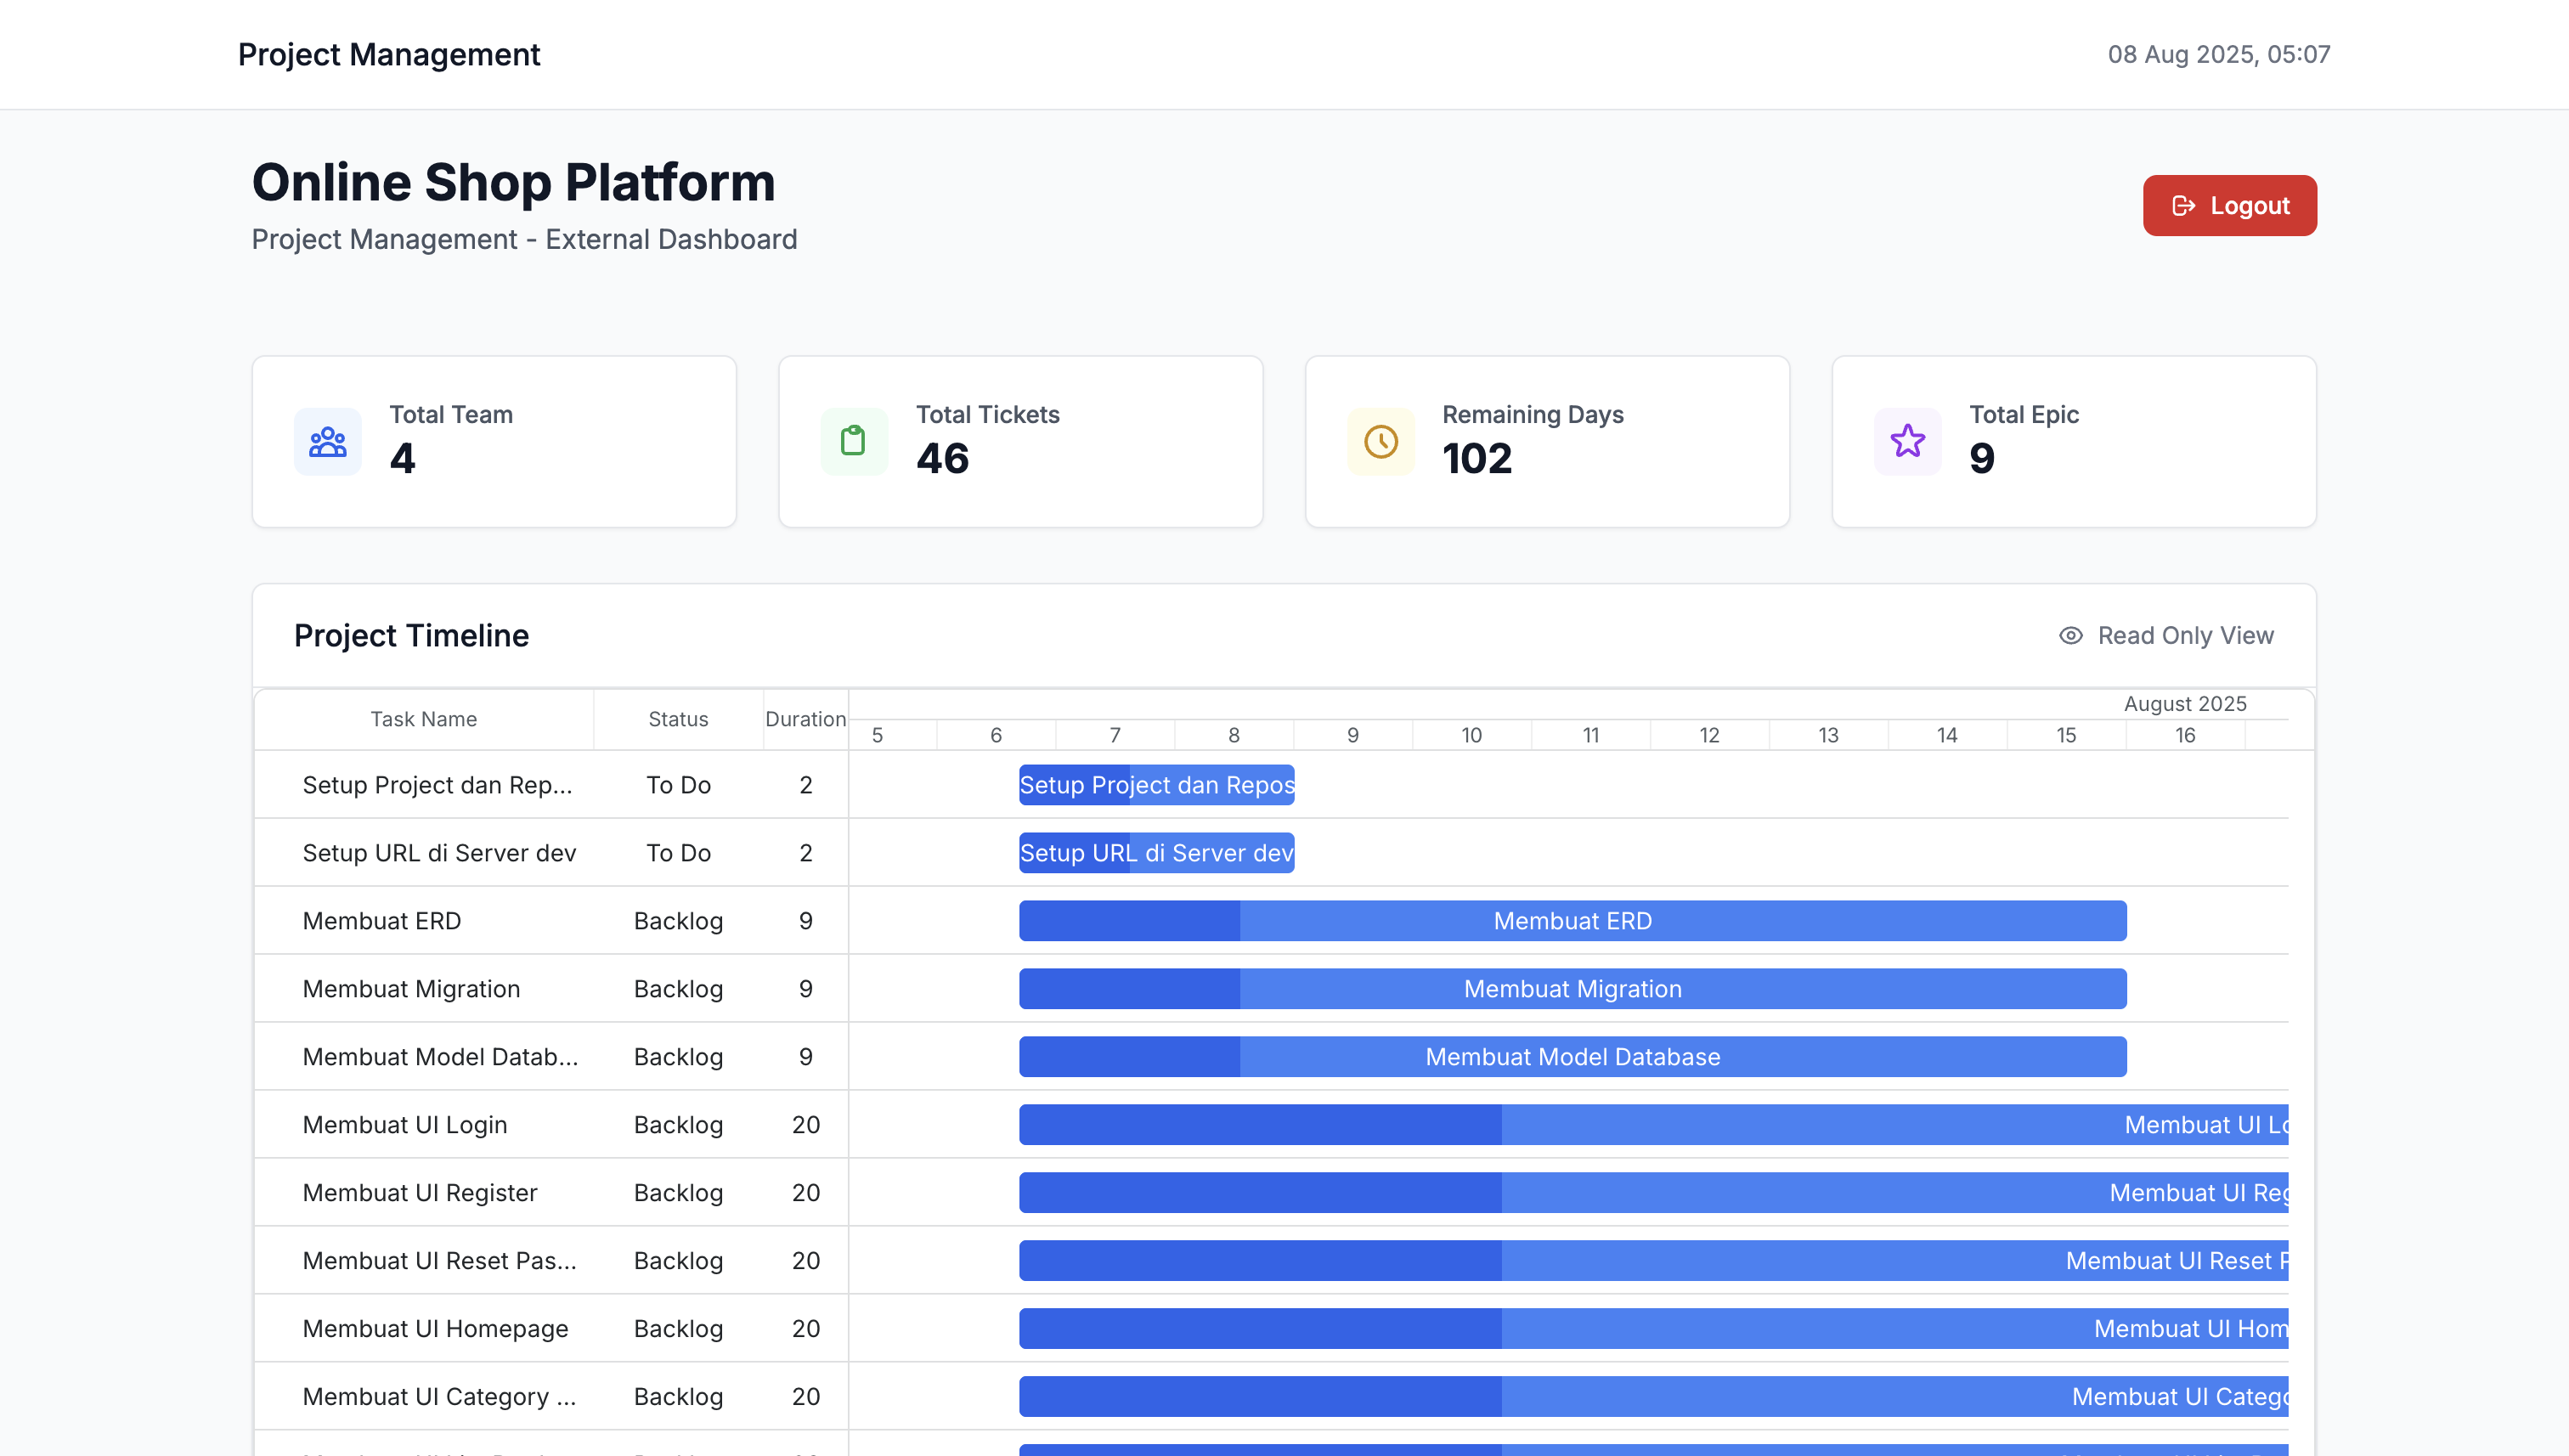 Project Management
08 Aug 2025, 05:07
Online Shop Platform
Project Management - External Dashboard
Logout
Total Team
4
Total Tickets
46
Remaining Days
102
Total Epic
9
Project Timeline
Read Only View
Task Name Status Duration
August 2025
5 6 7 8 9 10 11 12 13 14 15 16
Setup Project dan Rep... To Do 2 Setup Project dan Repos
Setup URL di Server dev To Do 2 Setup URL di Server dev
Membuat ERD Backlog 9 Membuat ERD
Membuat Migration Backlog 9 Membuat Migration
Membuat Model Datab... Backlog 9 Membuat Model Database
Membuat UI Login Backlog 20 Membuat UI Lo
Membuat UI Register Backlog 20 Membuat UI Reg
Membuat UI Reset Pas... Backlog 20 Membuat UI Reset P
Membuat UI Homepage Backlog 20 Membuat UI Hom
Membuat UI Category ... Backlog 20 Membuat UI Catego